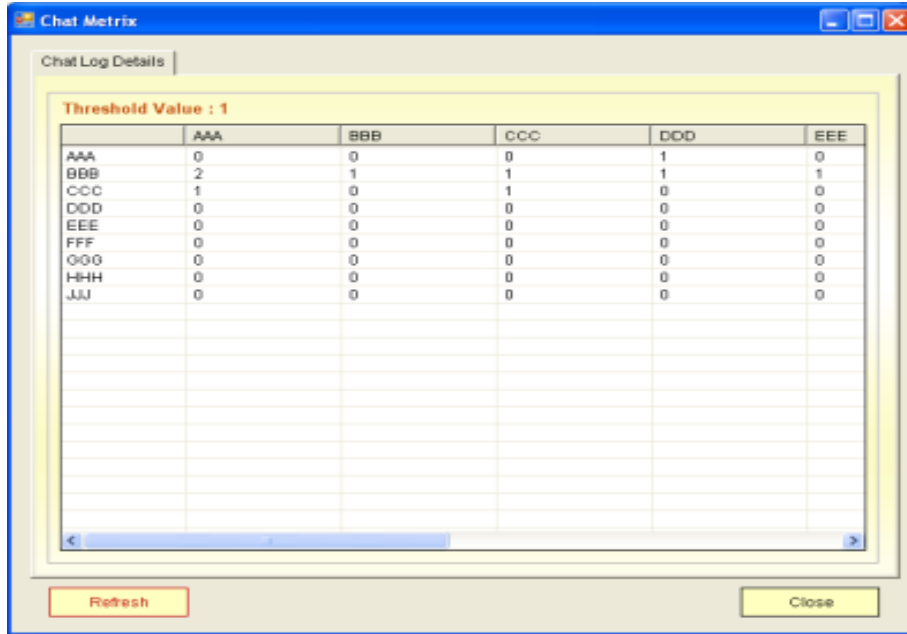 Chat Metrix
Chat Log Details
Threshold Value : 1
AAA BBB CCC DDD EEE
AAA 0 0 0 1 0
BBB 2 1 1 1 1
CCC 1 0 1 0 0
DDD 0 0 0 0 0
EEE 0 0 0 0 0
FFF 0 0 0 0 0
GGG 0 0 0 0 0
HHH 0 0 0 0 0
JJJ 0 0 0 0 0
Refresh Close